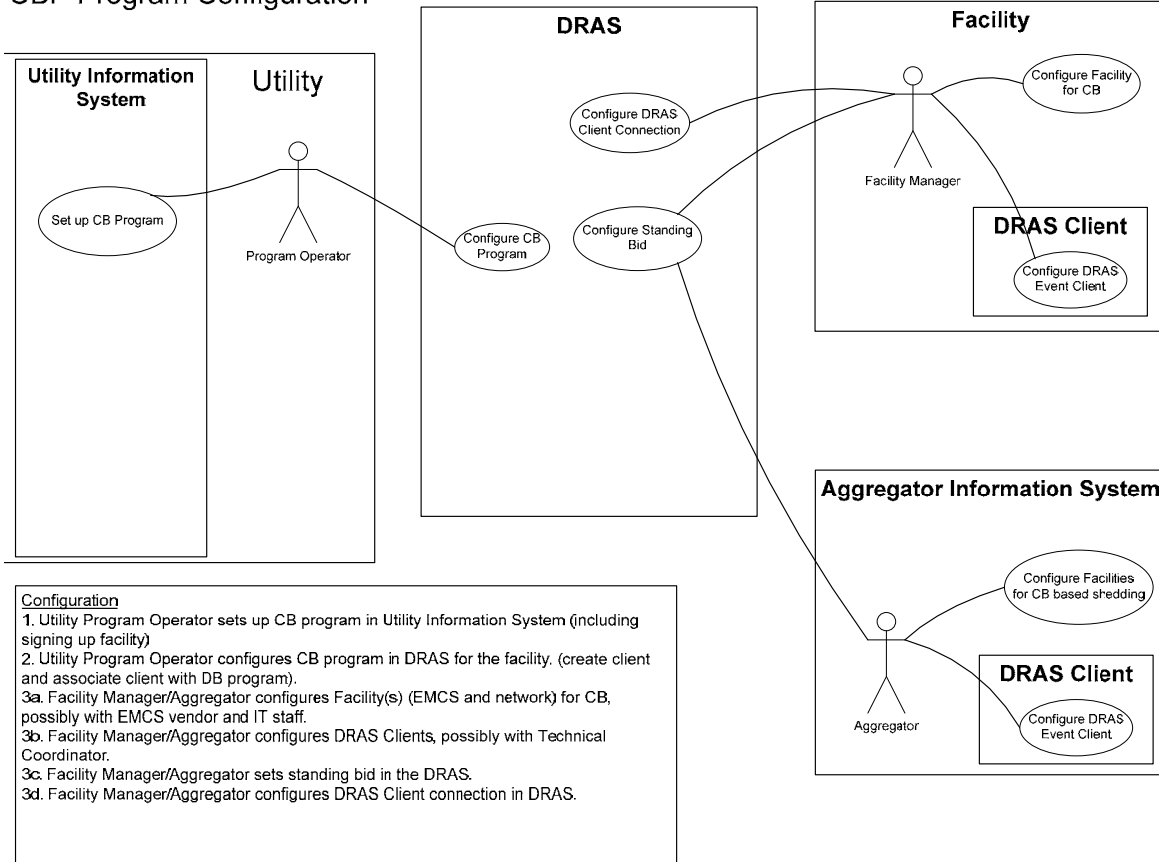 CBP Program Configuration
Utility Information
System
Utility
Set up CB Program
Program Operator
DRAS
Configure DRAS
Client Connection
Configure CB
Program
Configure Standing
Bid
Facility
Configure Facility
for CB
Facility Manager
DRAS Client
Configure DRAS
Event Client
Aggregator Information System
Configure Facilities
for CB based shedding
Aggregator
DRAS Client
Configure DRAS
Event Client
Configuration
1. Utility Program Operator sets up CB program in Utility Information System (including
signing up facility)
2. Utility Program Operator configures CB program in DRAS for the facility. (create client
and associate client with DB program).
3a. Facility Manager/Aggregator configures Facility(s) (EMCS and network) for CB,
possibly with EMCS vendor and IT staff.
3b. Facility Manager/Aggregator configures DRAS Clients, possibly with Technical
Coordinator.
3c. Facility Manager/Aggregator sets standing bid in the DRAS.
3d. Facility Manager/Aggregator configures DRAS Client connection in DRAS.